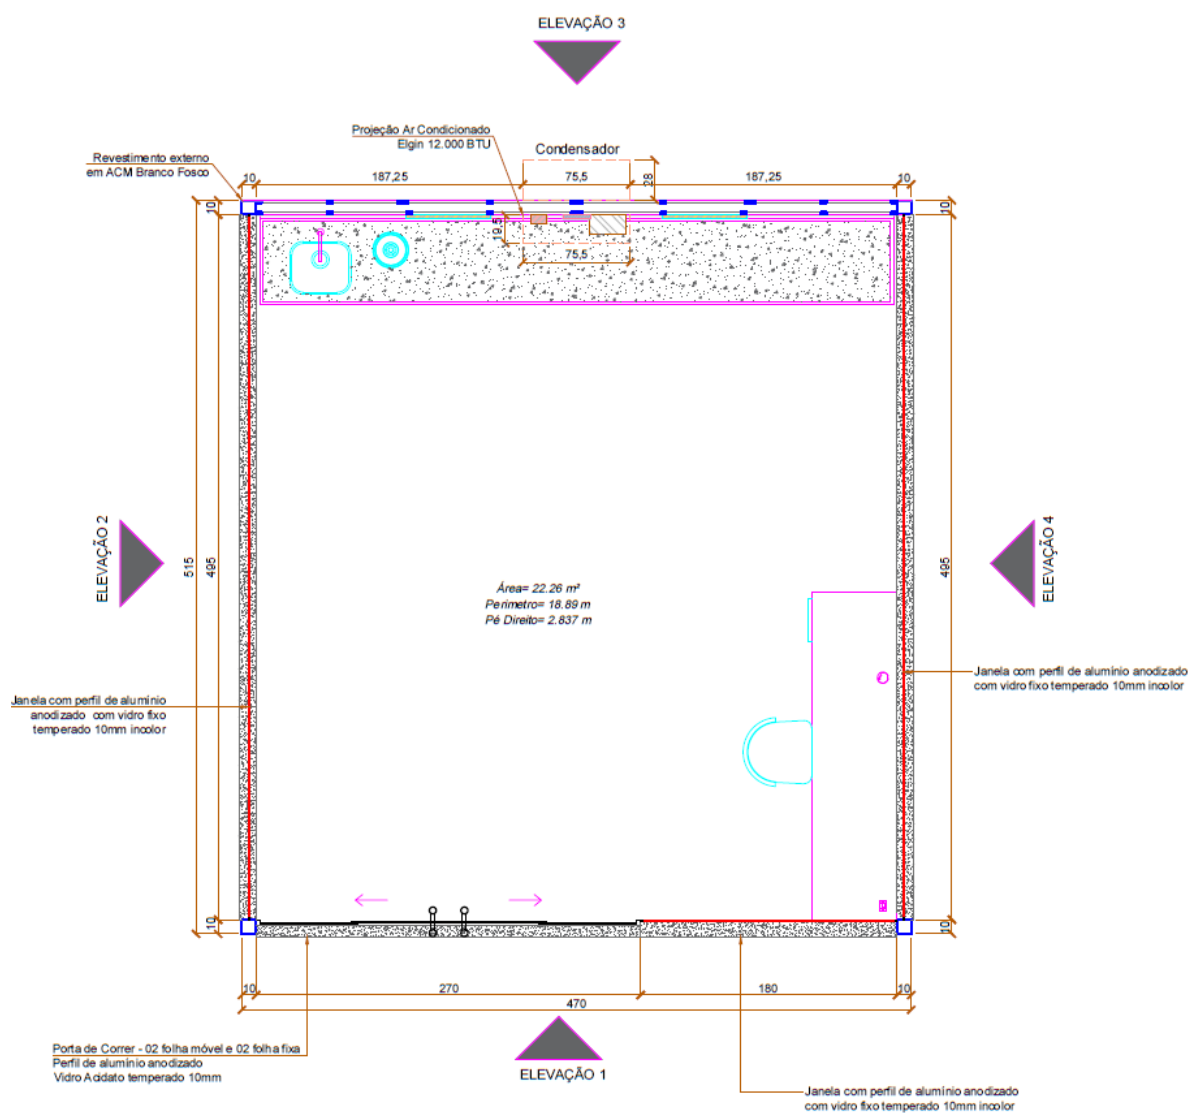 ELEVAÇÃO 3
Projeção Ar Condicionado
Elgin 12.000 BTU
Condensador
Revestimento externo
em ACM Branco Fosco
10
187,25
75,5
28
187,25
10
10
19,5
75,5
10
ELEVAÇÃO 2
515
495
Área= 22.26 m²
Perímetro= 18.89 m
Pé Direito= 2.837 m
495
ELEVAÇÃO 4
Janela com perfil de alumínio
anodizado com vidro fixo
temperado 10mm incolor
Janela com perfil de alumínio anodizado
com vidro fixo temperado 10mm incolor
10
10
10
270
180
10
470
Porta de Correr - 02 folha móvel e 02 folha fixa
Perfil de alumínio anodizado
Vidro Acidato temperado 10mm
ELEVAÇÃO 1
Janela com perfil de alumínio anodizado
com vidro fixo temperado 10mm incolor